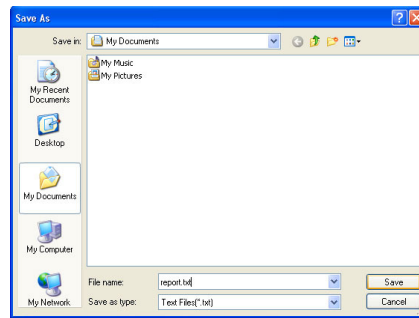 Save As
Save in: My Documents
My Music
My Pictures
My Recent
Documents
Desktop
My Documents
My Computer
My Network
File name: report.txt Save
Save as type: Text Files(*.txt) Cancel